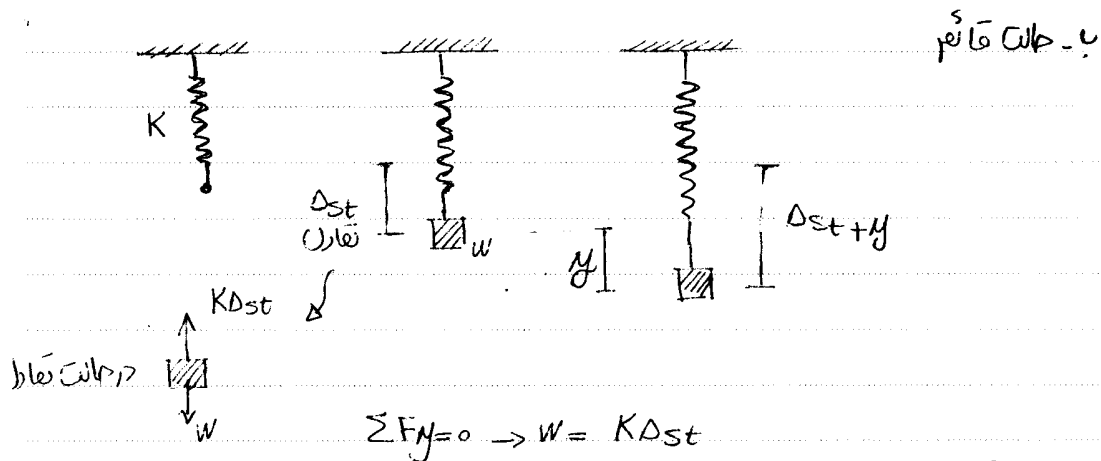 ب - حالت قائم
K
Δst
تعادل
W
y
Δst+y
KΔst
در حالت تعادل
W
ΣFy=0 → W = KΔst